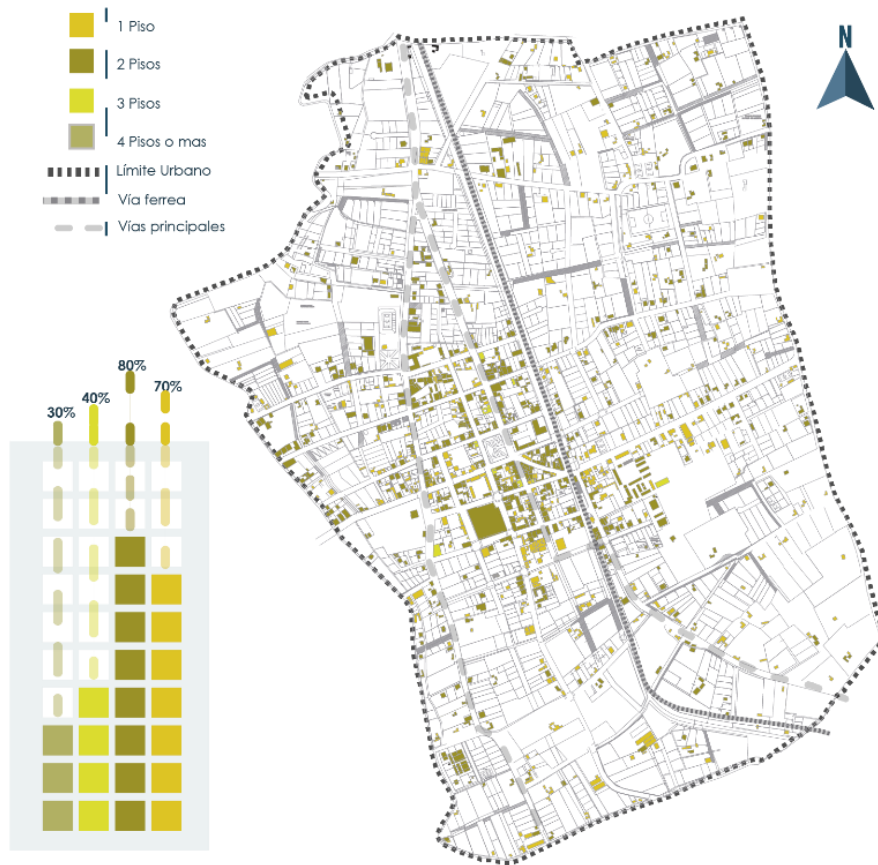 1 Piso
2 Pisos
3 Pisos
4 Pisos o mas
Límite Urbano
Vía ferrea
Vías principales
N
80%
70%
40%
30%